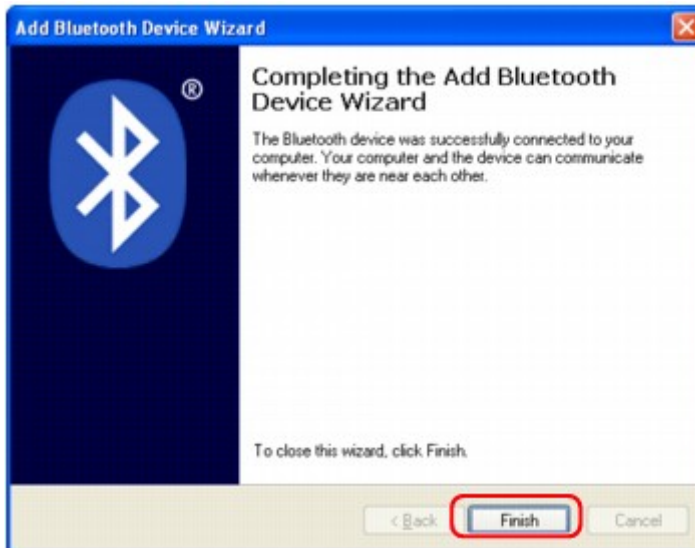 Add Bluetooth Device Wizard
®
Completing the Add Bluetooth
Device Wizard
The Bluetooth device was successfully connected to your
computer. Your computer and the device can communicate
whenever they are near each other.
To close this wizard, click Finish.
< Back
Finish
Cancel